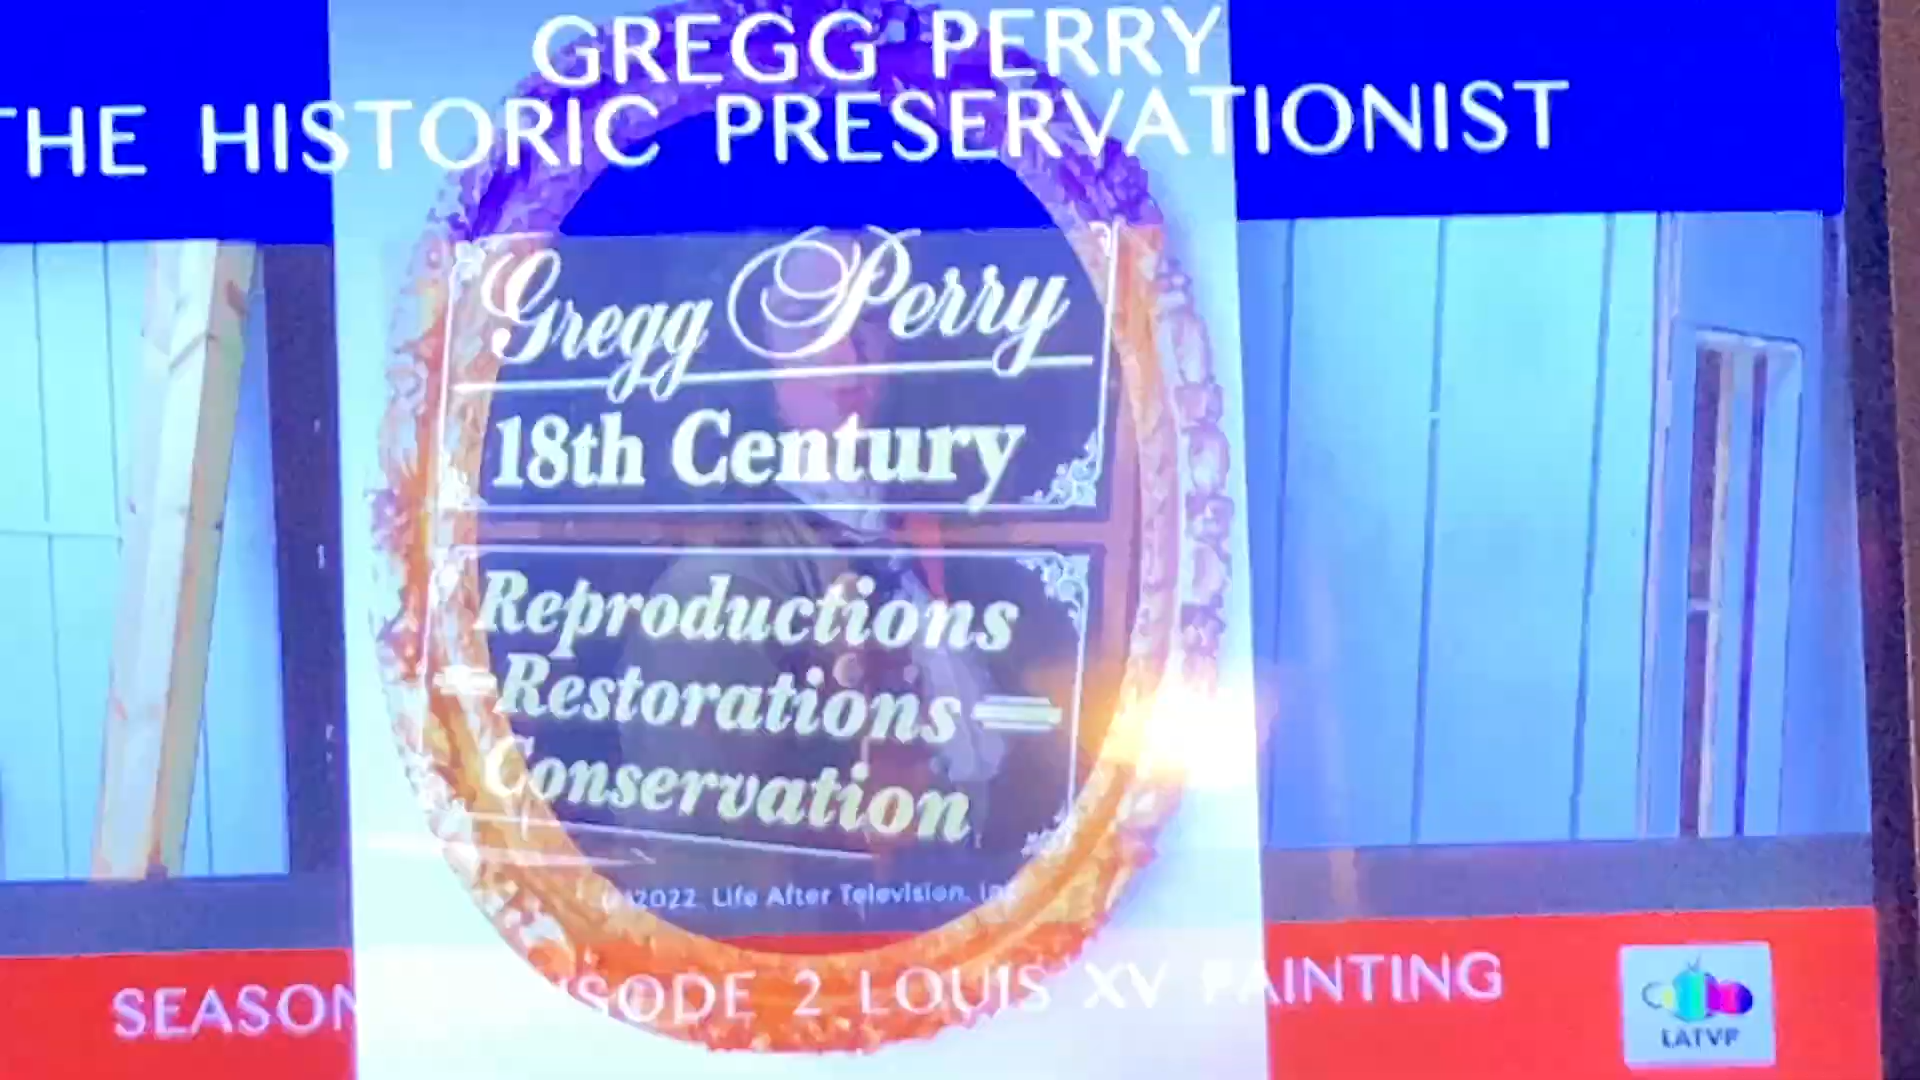 GREGG PERRY
THE HISTORIC PRESERVATIONIST
Gregg Perry
18th Century
Reproductions
Restorations
Conservation
2022 Life After Television, Inc
SEASON EPISODE 2 LOUIS XV PAINTING
LATVP